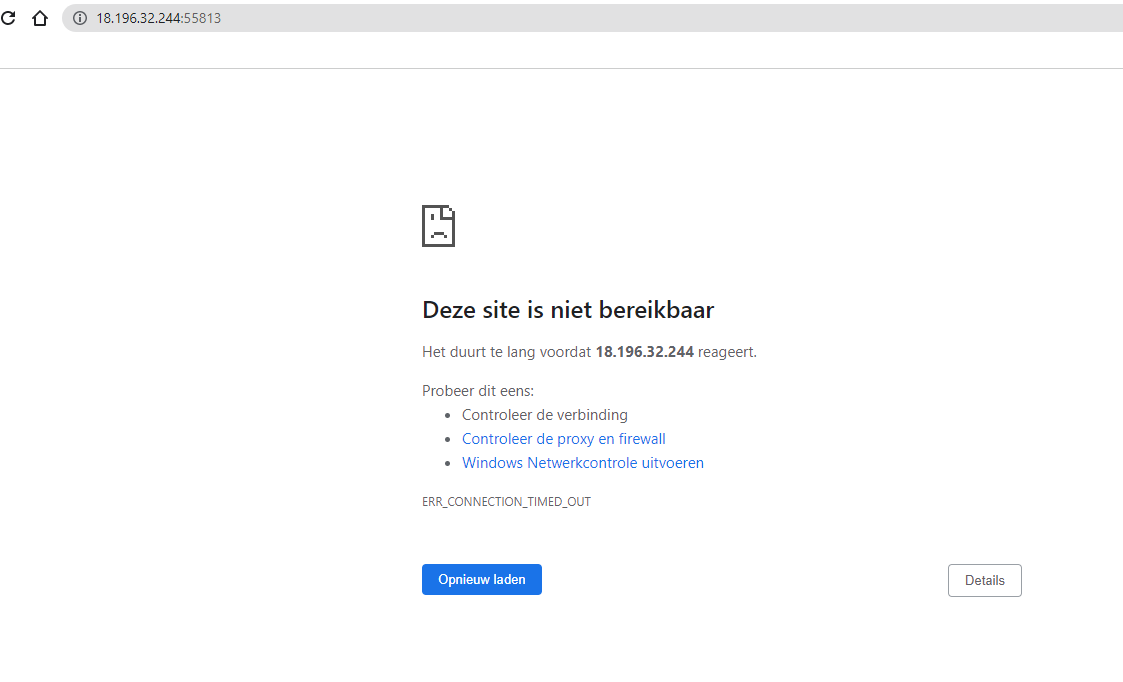 18.196.32.244:55813
Deze site is niet bereikbaar
Het duurt te lang voordat 18.196.32.244 reageert.
Probeer dit eens:
Controleer de verbinding
Controleer de proxy en firewall
Windows Netwerkcontrole uitvoeren
ERR_CONNECTION_TIMED_OUT
Opnieuw laden
Details